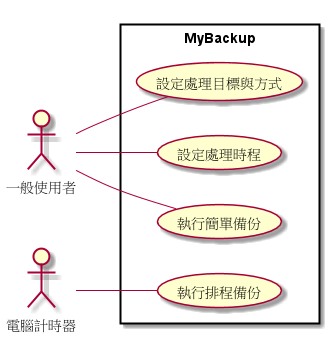 MyBackup
設定處理目標與方式
設定處理時程
一般使用者
執行簡單備份
執行排程備份
電腦計時器